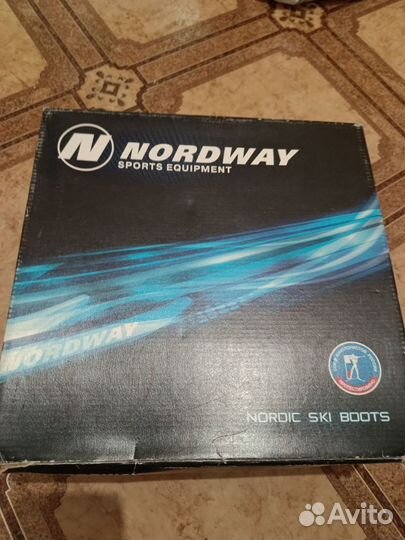 N NORDWAY
SPORTS EQUIPMENT
NORDWAY
NORDIC SKI BOOTS
Avito